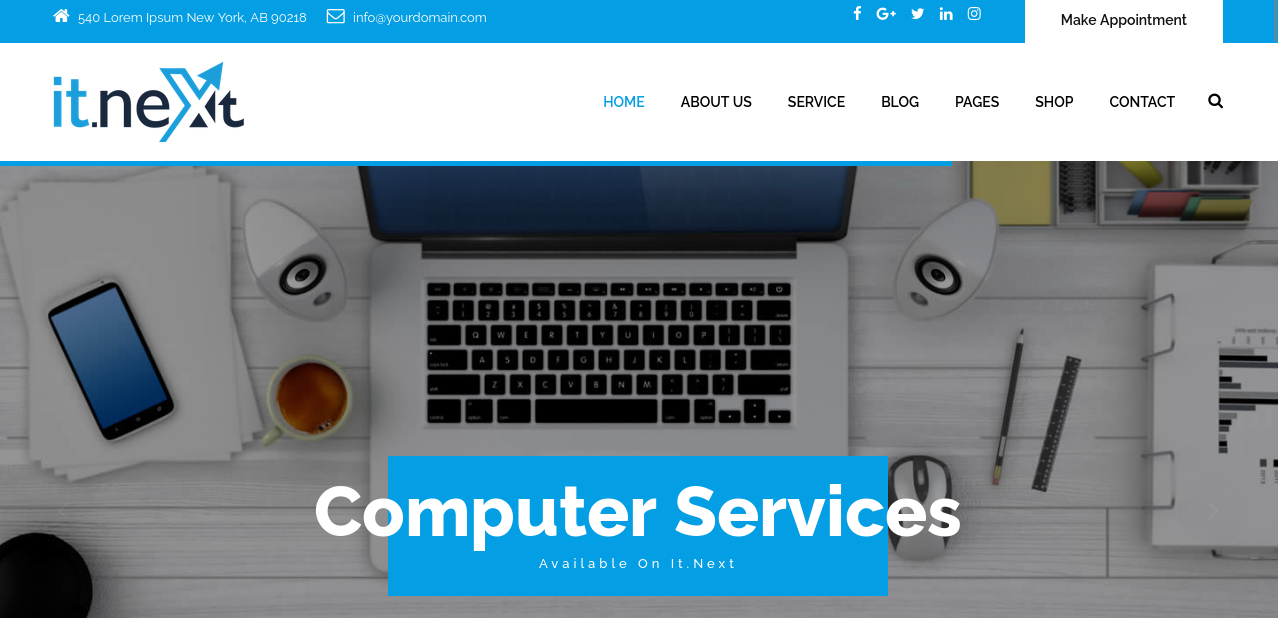 540 Lorem Ipsum New York, AB 90218
info@yourdomain.com
Make Appointment
it.next
HOME
ABOUT US
SERVICE
BLOG
PAGES
SHOP
CONTACT
Computer Services
Available On It.Next